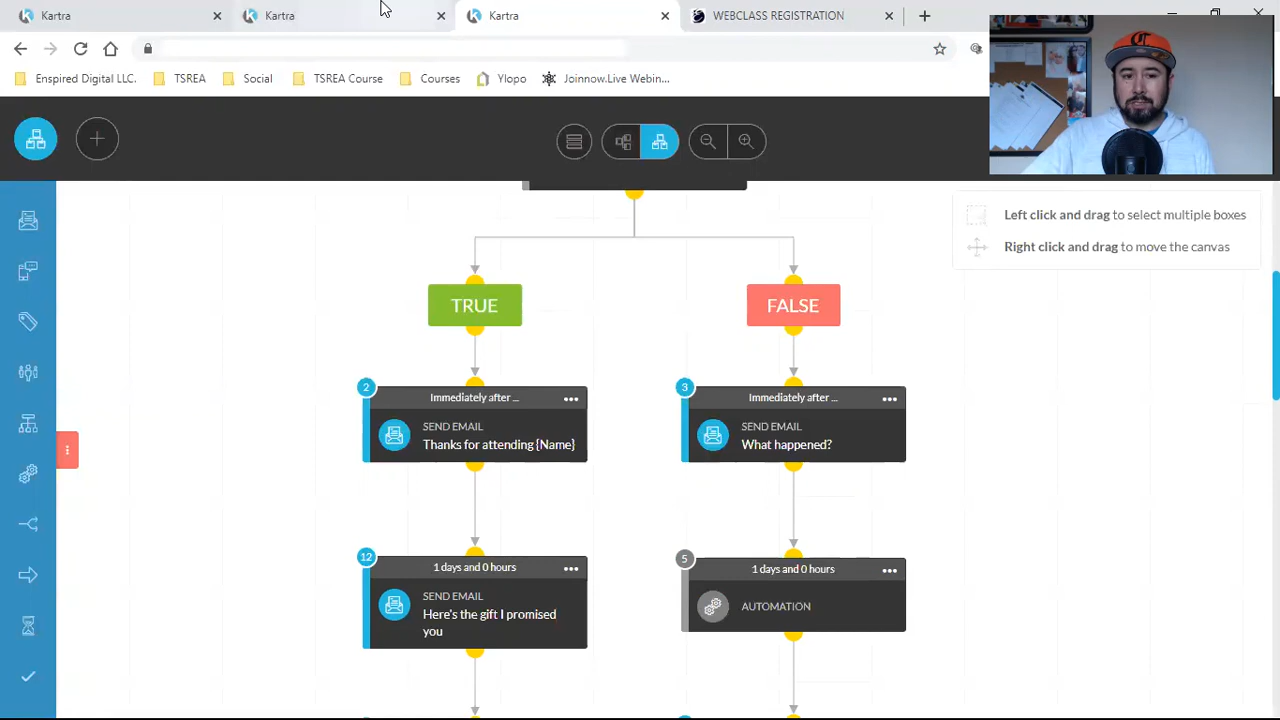 Kartra
Kartra
Kartra
WEBCLASS REGISTRATION
Enspired Digital LLC.
TSREA
Social
TSREA Course
Courses
Ylopo
Joinnow.Live Webin...
Left click and drag to select multiple boxes
Right click and drag to move the canvas
TRUE
FALSE
2
Immediately after ...
SEND EMAIL
Thanks for attending {Name}
3
Immediately after ...
SEND EMAIL
What happened?
12
1 days and 0 hours
SEND EMAIL
Here's the gift I promised
you
5
1 days and 0 hours
AUTOMATION